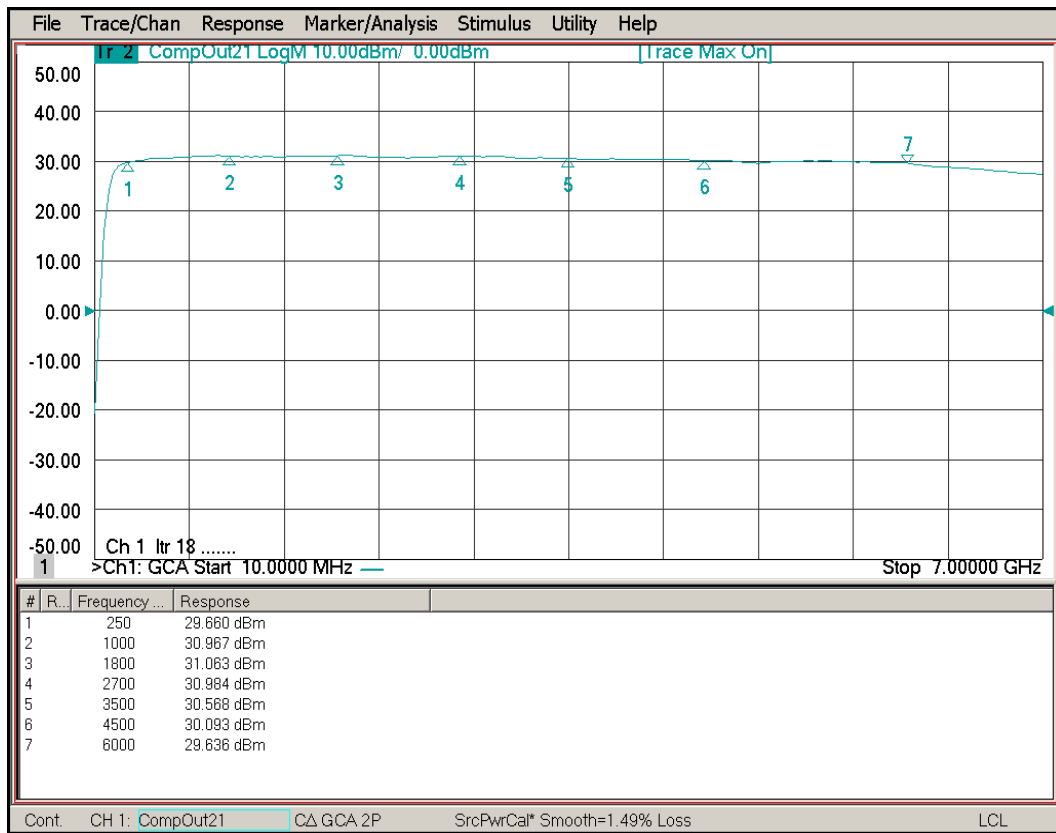 File Trace/Chan Response Marker/Analysis Stimulus Utility Help
Tr 2 CompOut21 LogM 10.00dBm/ 0.00dBm [Trace Max On]
50.00
40.00
30.00
20.00
10.00
0.00
-10.00
-20.00
-30.00
-40.00
-50.00
1 2 3 4 5 6 7
Ch 1 Itr 18 .......
1 >Ch1: GCA Start 10.0000 MHz Stop 7.00000 GHz
# R... Frequency ... Response
1 250 29.660 dBm
2 1000 30.967 dBm
3 1800 31.063 dBm
4 2700 30.984 dBm
5 3500 30.568 dBm
6 4500 30.093 dBm
7 6000 29.636 dBm
Cont. CH 1: CompOut21 CΔ GCA 2P SrcPwrCal* Smooth=1.49% Loss LCL